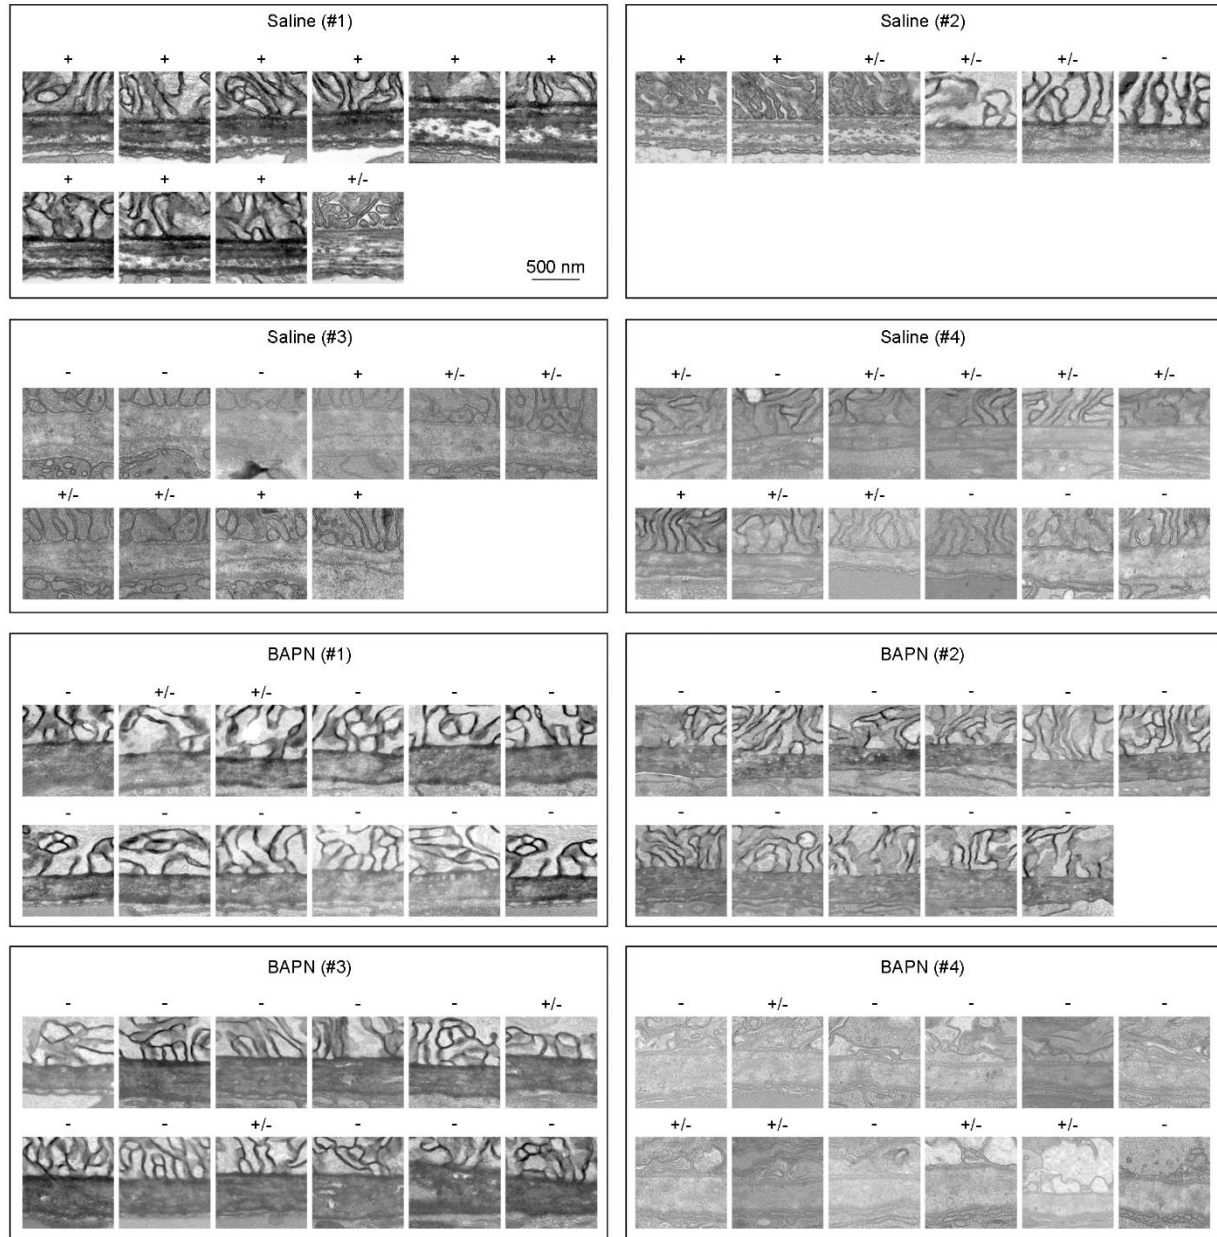 Saline (#1)
+ + + + + +
+ + + +/-
500 nm
Saline (#2)
+ + +/- +/- +/- -
Saline (#3)
- - - + +/- +/-
+/- +/- + +
Saline (#4)
+/- - +/- +/- +/- +/-
+ +/- +/- - - -
BAPN (#1)
- +/- +/- - - -
- - - - - -
BAPN (#2)
- - - - - -
- - - - -
BAPN (#3)
- - - - - +/-
- - +/- - - -
BAPN (#4)
- +/- - - - -
+/- +/- - +/- +/- -